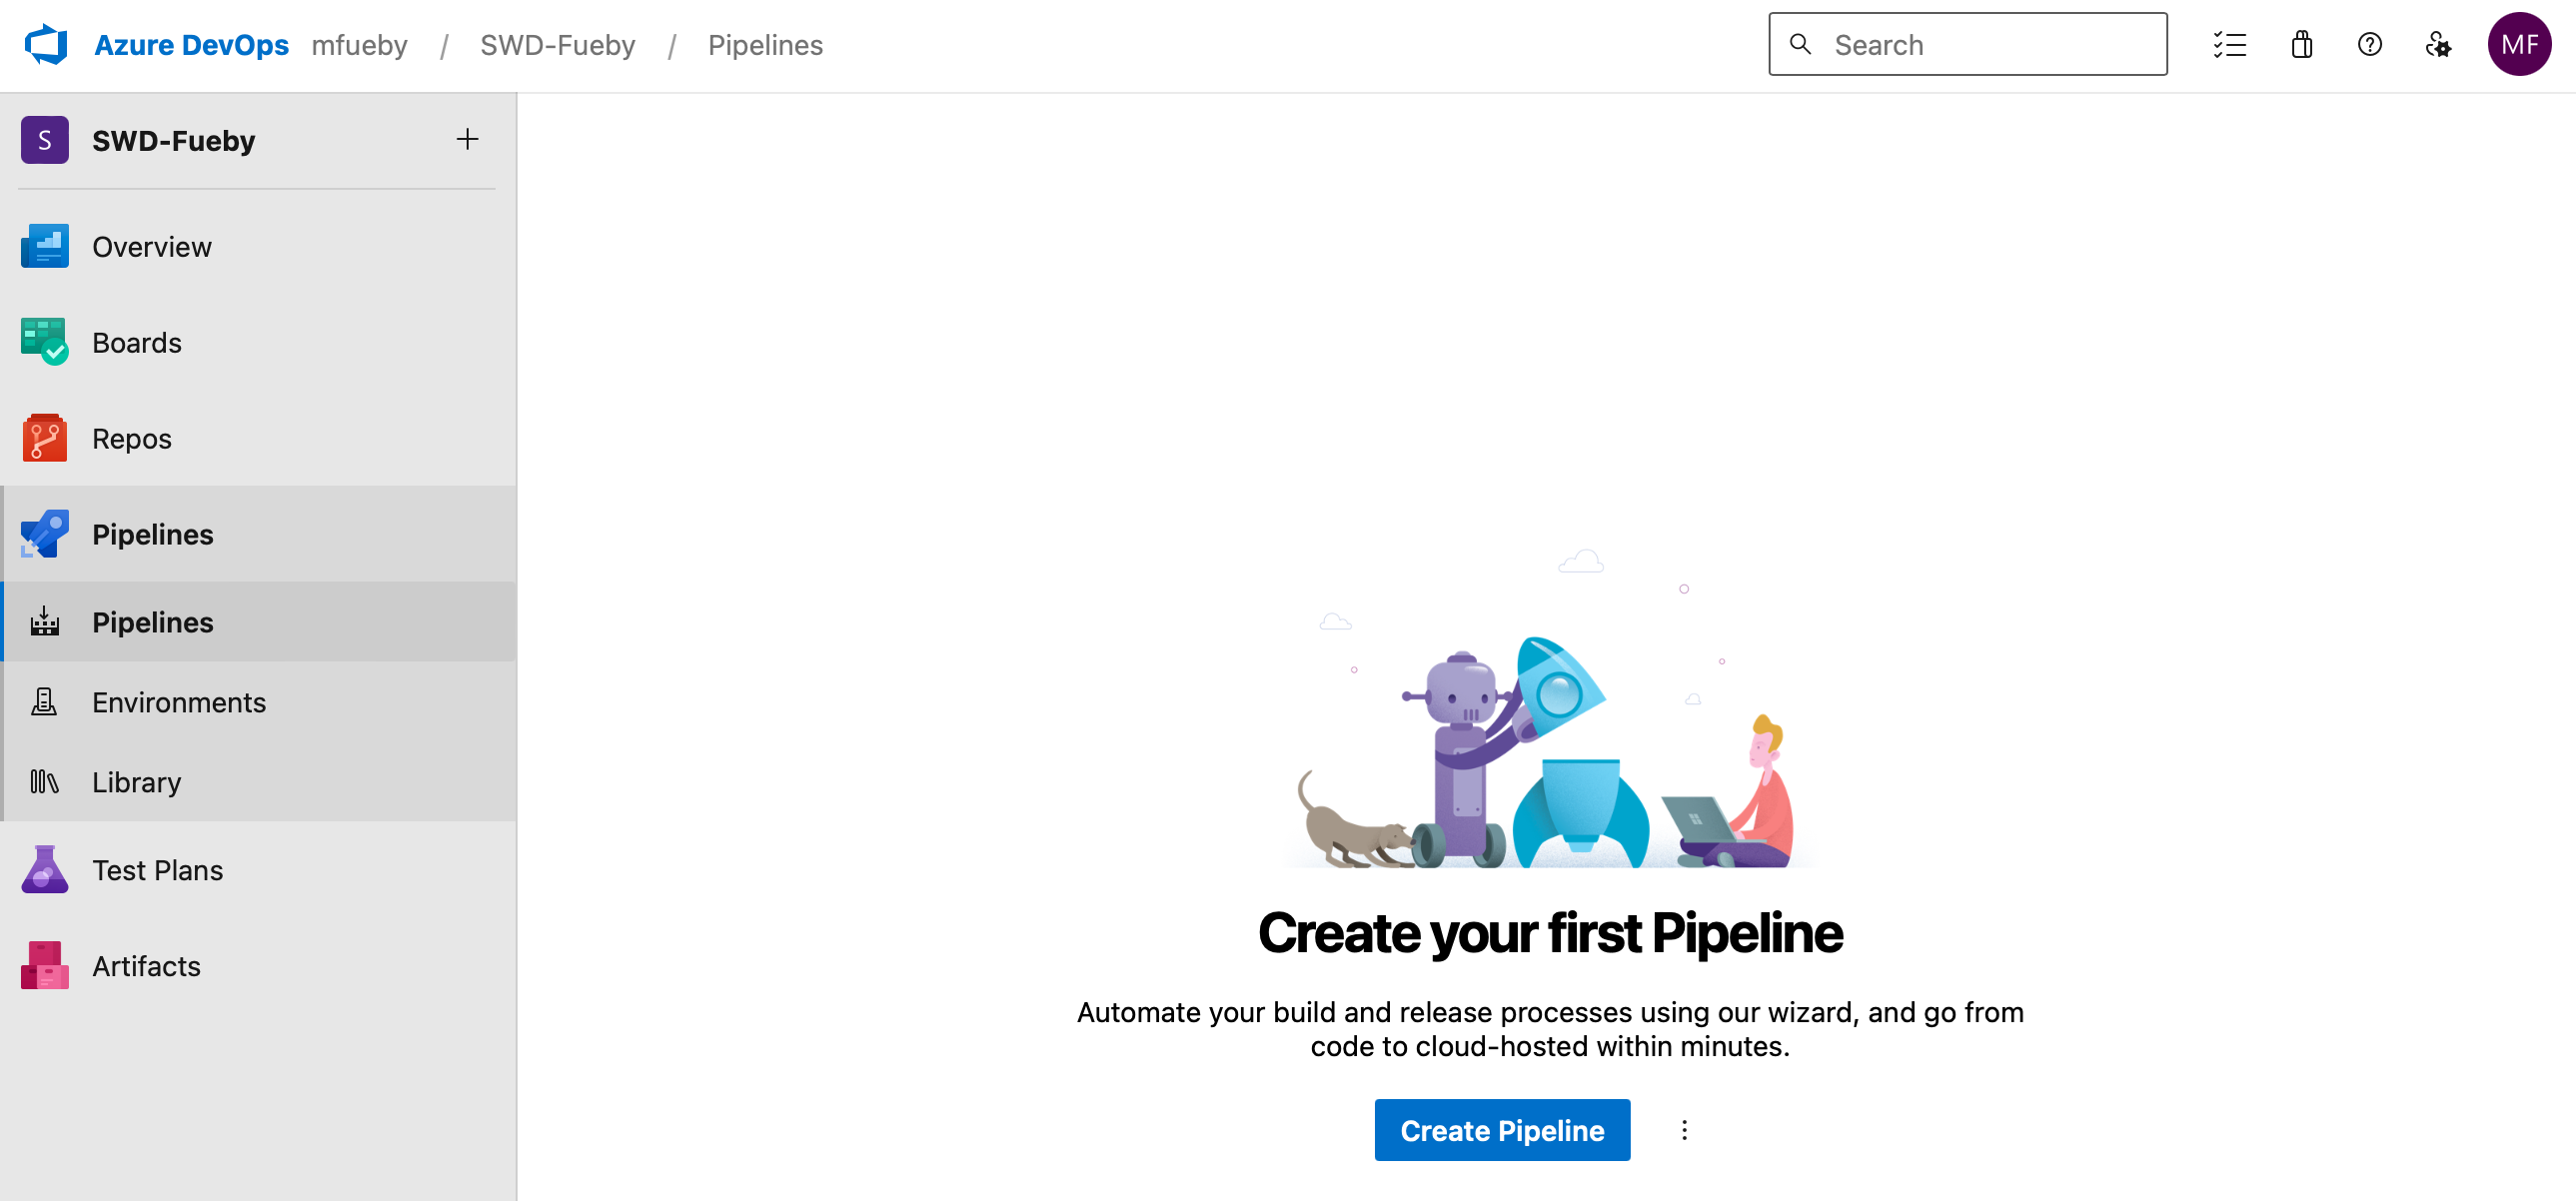 Azure DevOps mfueby / SWD-Fueby / Pipelines
Search
MF
S SWD-Fueby
Overview
Boards
Repos
Pipelines
Pipelines
Environments
Library
Test Plans
Artifacts
Create your first Pipeline
Automate your build and release processes using our wizard, and go from
code to cloud-hosted within minutes.
Create Pipeline